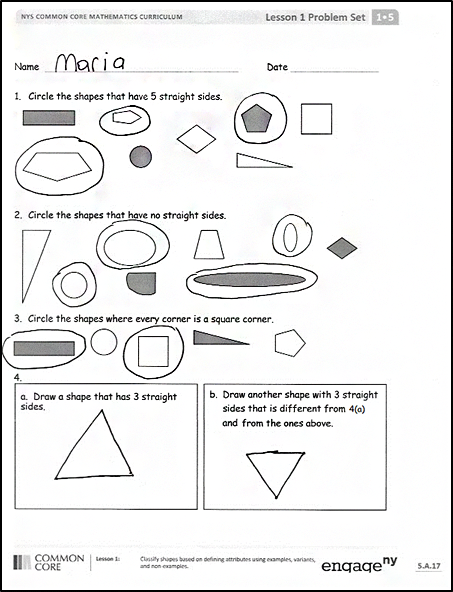 NYS COMMON CORE MATHEMATICS CURRICULUM
Lesson 1 Problem Set 1•5
Name Maria Date
1. Circle the shapes that have 5 straight sides.
2. Circle the shapes that have no straight sides.
3. Circle the shapes where every corner is a square corner.
4.
a. Draw a shape that has 3 straight
sides.
b. Draw another shape with 3 straight
sides that is different from 4(a)
and from the ones above.
COMMON
CORE
Lesson 1:
Classify shapes based on defining attributes using examples, variants,
and non-examples.
engage ny
5.A.17